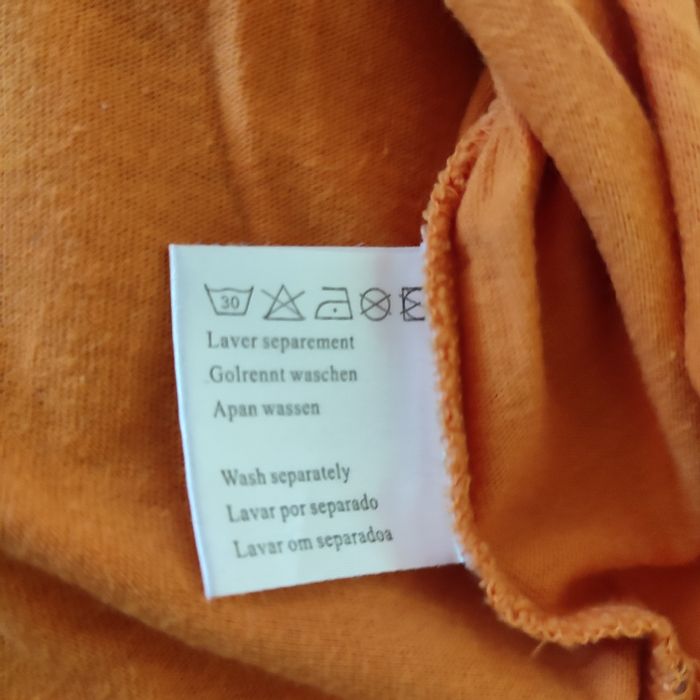 30
Laver separement
Golrennt waschen
Apan wassen
Wash separately
Lavar por separado
Lavar om separadoa